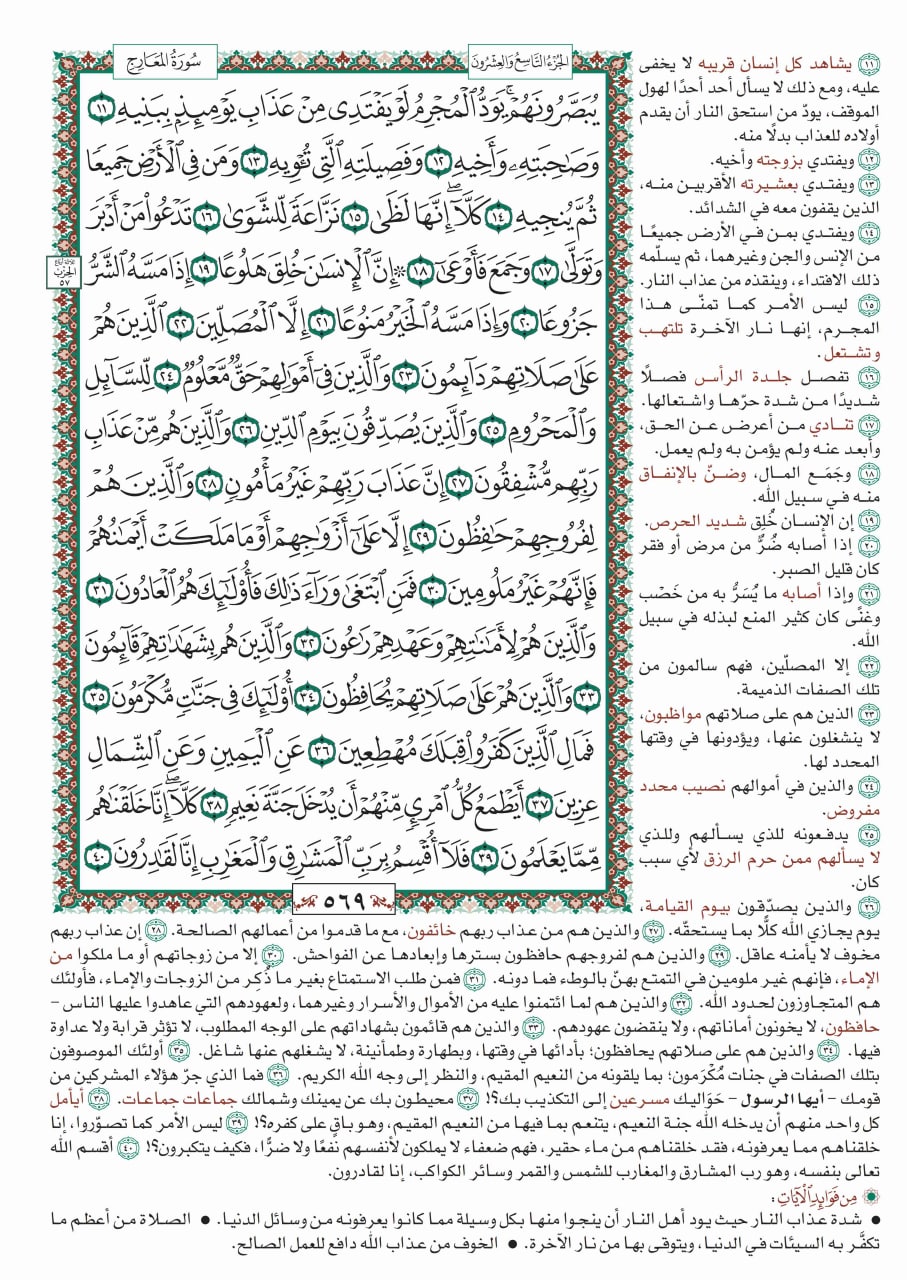 سُورَةُ المَعَارِجِ
الجُزْءُ التَّاسِعُ وَالعِشْرُونَ
يُبَصَّرُونَهُمْۚ يَوَدُّ الْمُجْرِمُ لَوْ يَفْتَدِي مِنْ عَذَابِ يَوْمِئِذٍ بِبَنِيهِ ١١
وَصَاحِبَتِهِۦ وَأَخِيهِ ١٢ وَفَصِيلَتِهِ الَّتِي تُـْٔوِيهِ ١٣ وَمَن فِي الْأَرْضِ جَمِيعًا
ثُمَّ يُنجِيهِ ١٤ كَلَّآۖ إِنَّهَا لَظَىٰ ١٥ نَزَّاعَةً لِّلشَّوَىٰ ١٦ تَدْعُوا۟ مَنْ أَدْبَرَ
وَتَوَلَّىٰ ١٧ وَجَمَعَ فَأَوْعَىٰٓ ١٨ ۞ إِنَّ الْإِنسَٰنَ خُلِقَ هَلُوعًا ١٩ إِذَا مَسَّهُ الشَّرُّ
جَزُوعًا ٢٠ وَإِذَا مَسَّهُ الْخَيْرُ مَنُوعًا ٢١ إِلَّا الْمُصَلِّينَ ٢٢ الَّذِينَ هُمْ
عَلَىٰ صَلَاتِهِمْ دَآئِمُونَ ٢٣ وَالَّذِينَ فِيٓ أَمْوَٰلِهِمْ حَقٌّ مَّعْلُومٌ ٢٤ لِّلسَّآئِلِ
وَالْمَحْرُومِ ٢٥ وَالَّذِينَ يُصَدِّقُونَ بِيَوْمِ الدِّينِ ٢٦ وَالَّذِينَ هُم مِّنْ عَذَابِ
رَبِّهِم مُّشْفِقُونَ ٢٧ إِنَّ عَذَابَ رَبِّهِمْ غَيْرُ مَأْمُونٍ ٢٨ وَالَّذِينَ هُمْ
لِفُرُوجِهِمْ حَٰفِظُونَ ٢٩ إِلَّا عَلَىٰٓ أَزْوَٰجِهِمْ أَوْ مَا مَلَكَتْ أَيْمَٰنُهُمْ
فَإِنَّهُمْ غَيْرُ مَلُومِينَ ٣٠ فَمَنِ ابْتَغَىٰ وَرَآءَ ذَٰلِكَ فَأُو۟لَٰٓئِكَ هُمُ الْعَادُونَ ٣١
وَالَّذِينَ هُمْ لِأَمَٰنَٰتِهِمْ وَعَهْدِهِمْ رَٰعُونَ ٣٢ وَالَّذِينَ هُم بِشَهَٰدَٰتِهِمْ قَآئِمُونَ
٣٣ وَالَّذِينَ هُمْ عَلَىٰ صَلَاتِهِمْ يُحَافِظُونَ ٣٤ أُو۟لَٰٓئِكَ فِي جَنَّٰتٍ مُّكْرَمُونَ ٣٥
فَمَالِ الَّذِينَ كَفَرُوا۟ قِبَلَكَ مُهْطِعِينَ ٣٦ عَنِ الْيَمِينِ وَعَنِ الشِّمَالِ
عِزِينَ ٣٧ أَيَطْمَعُ كُلُّ امْرِئٍ مِّنْهُمْ أَن يُدْخَلَ جَنَّةَ نَعِيمٍ ٣٨ كَلَّآۖ إِنَّا خَلَقْنَٰهُم
مِّمَّا يَعْلَمُونَ ٣٩ فَلَآ أُقْسِمُ بِرَبِّ الْمَشَٰرِقِ وَالْمَغَٰرِبِ إِنَّا لَقَٰدِرُونَ ٤٠
الحِزْب
٥٧
٥٦٩
١١ يشاهد كل إنسان قريبه لا يخفى
عليه، ومع ذلك لا يسأل أحد أحدًا لهول
الموقف، يودّ من استحق النار أن يقدم
أولاده للعذاب بدلًا منه.
١٢ ويفتدي بزوجته وأخيه.
١٣ ويفتدي بعشيرته الأقربين منه،
الذين يقفون معه في الشدائد.
١٤ ويفتدي بمن في الأرض جميعًا
من الإنس والجن وغيرهما، ثم يسلّمه
ذلك الافتداء، وينقذه من عذاب النار.
١٥ ليس الأمر كما تمنّى هذا
المجرم، إنها نار الآخرة تلتهب
وتشتعل.
١٦ تفصل جلدة الرأس فصلًا
شديدًا من شدة حرّها واشتعالها.
١٧ تنادي من أعرض عن الحق،
وأبعد عنه ولم يؤمن به ولم يعمل.
١٨ وجَمَع المال، وضنّ بالإنفاق
منه في سبيل الله.
١٩ إن الإنسان خُلِق شديد الحرص.
٢٠ إذا أصابه ضُرٌّ من مرض أو فقر
كان قليل الصبر.
٢١ وإذا أصابه ما يُسَرُّ به من خَصْب
وغنًى كان كثير المنع لبذله في سبيل
الله.
٢٢ إلا المصلّين، فهم سالمون من
تلك الصفات الذميمة.
٢٣ الذين هم على صلاتهم مواظبون،
لا ينشغلون عنها، ويؤدونها في وقتها
المحدد لها.
٢٤ والذين في أموالهم نصيب محدد
مفروض.
٢٥ يدفعونه للذي يسألهم وللذي
لا يسألهم ممن حرم الرزق لأي سبب
كان.
٢٦ والذين يصدّقون بيوم القيامة،
يوم يجازي الله كلًّا بما يستحقّه. ٢٧ والذين هم من عذاب ربهم خائفون، مع ما قدموا من أعمالهم الصالحة. ٢٨ إن عذاب ربهم
مخوف لا يأمنه عاقل. ٢٩ والذين هم لفروجهم حافظون بسترها وإبعادها عن الفواحش. ٣٠ إلا من زوجاتهم أو ما ملكوا من
الإماء، فإنهم غير ملومين في التمتع بهنّ بالوطء فما دونه. ٣١ فمن طلب الاستمتاع بغير ما ذُكِر من الزوجات والإماء، فأولئك
هم المتجاوزون لحدود الله. ٣٢ والذين هم لما ائتمنوا عليه من الأموال والأسرار وغيرهما، ولعهودهم التي عاهدوا عليها الناس –
حافظون، لا يخونون أماناتهم، ولا ينقضون عهودهم. ٣٣ والذين هم قائمون بشهاداتهم على الوجه المطلوب، لا تؤثر قرابة ولا عداوة
فيها. ٣٤ والذين هم على صلاتهم يحافظون؛ بأدائها في وقتها، وبطهارة وطمأنينة، لا يشغلهم عنها شاغل. ٣٥ أولئك الموصوفون
بتلك الصفات في جنات مُكْرَمون؛ بما يلقونه من النعيم المقيم، والنظر إلى وجه الله الكريم. ٣٦ فما الذي جرّ هؤلاء المشركين من
قومك – أيها الرسول – حَوَاليك مسرعين إلى التكذيب بك؟! ٣٧ محيطون بك عن يمينك وشمالك جماعات جماعات. ٣٨ أيأمل
كل واحد منهم أن يدخله الله جنة النعيم، يتنعم بما فيها من النعيم المقيم، وهو باقٍ على كفره؟! ٣٩ ليس الأمر كما تصوّروا، إنا
خلقناهم مما يعرفونه، فقد خلقناهم من ماء حقير، فهم ضعفاء لا يملكون لأنفسهم نفعًا ولا ضرًّا، فكيف يتكبرون؟! ٤٠ أقسم الله
تعالى بنفسه، وهو رب المشارق والمغارب للشمس والقمر وسائر الكواكب، إنا لقادرون.
مِن فَوَائِدِ الآيَاتِ :
• شدة عذاب النار حيث يود أهل النار أن ينجوا منها بكل وسيلة مما كانوا يعرفونه من وسائل الدنيا. • الصلاة من أعظم ما
تكفَّر به السيئات في الدنيا، ويتوقى بها من نار الآخرة. • الخوف من عذاب الله دافع للعمل الصالح.